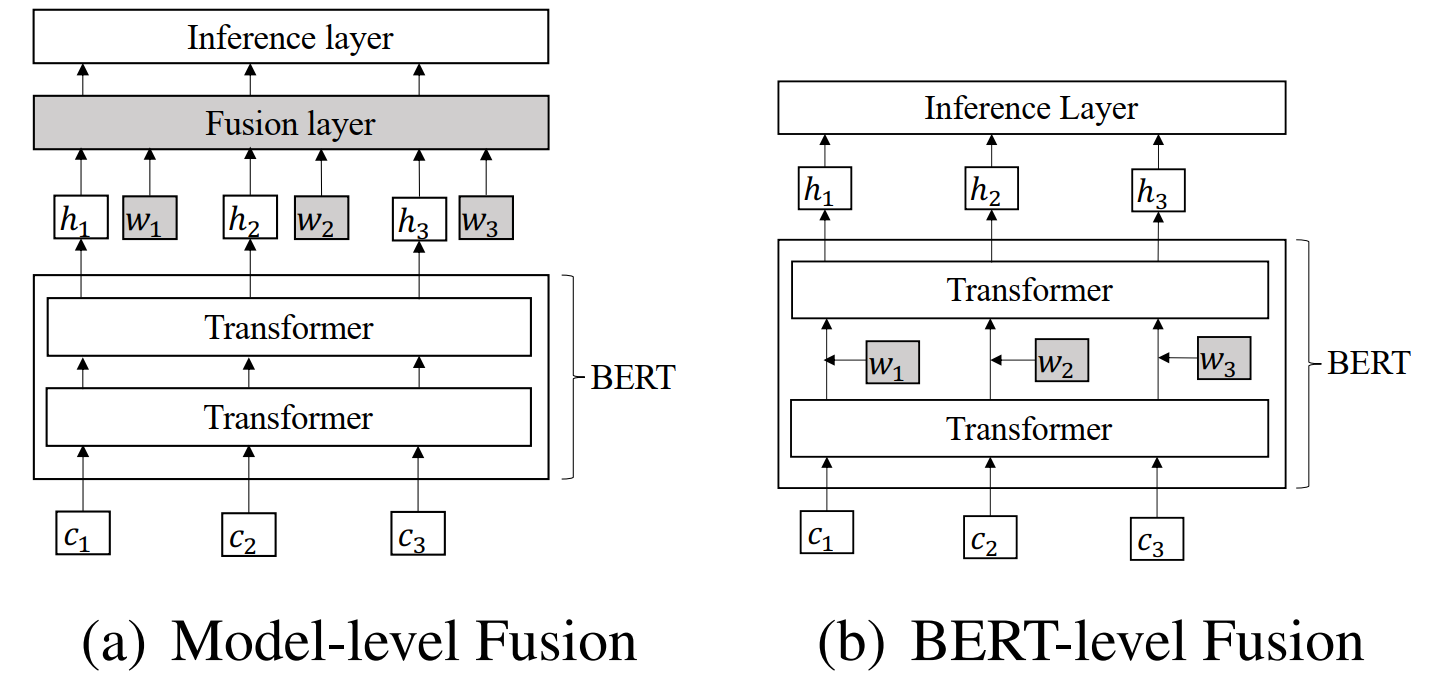 Inference layer
Fusion layer
h1 w1 h2 w2 h3 w3
Transformer
Transformer
BERT
c1 c2 c3
(a) Model-level Fusion
Inference Layer
h1 h2 h3
Transformer
w1 w2 w3
Transformer
BERT
c1 c2 c3
(b) BERT-level Fusion